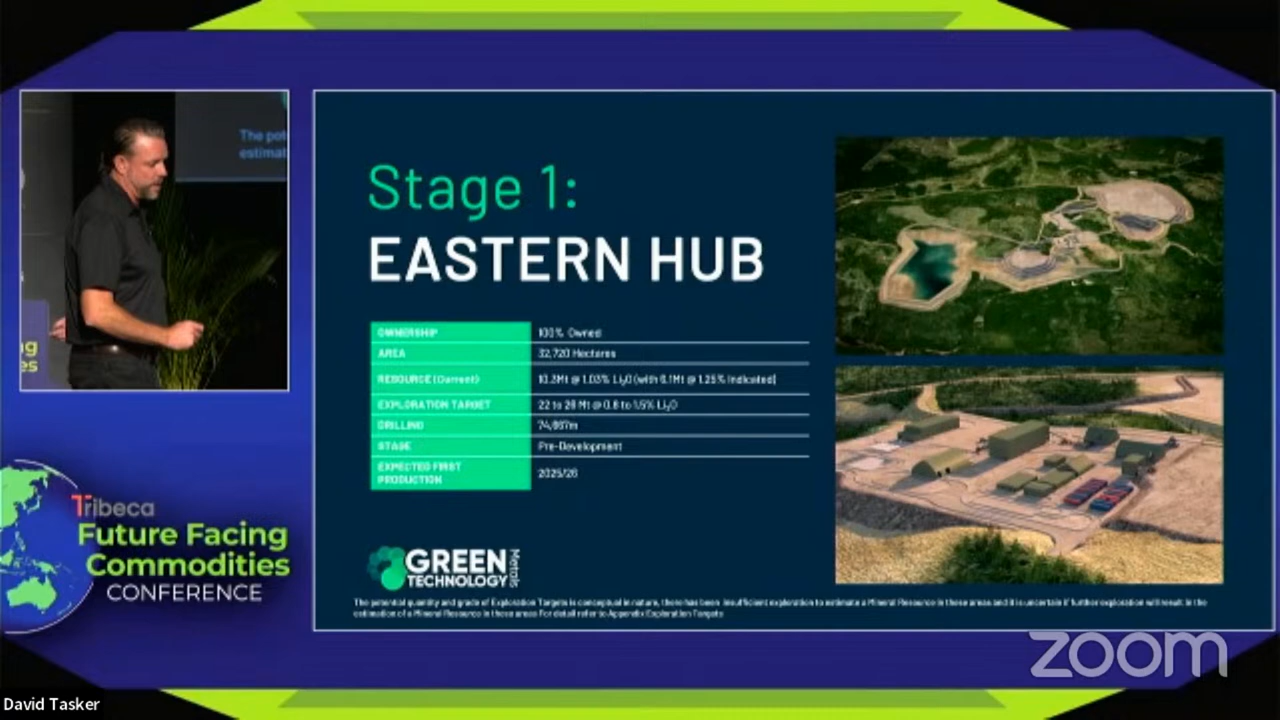 The pot
estimat
g
es
Tribeca
Future Facing
Commodities
CONFERENCE
Stage 1:
EASTERN HUB
OWNERSHIP 100% Owned
AREA 32,720 Hectares
RESOURCE (Current) 10.3Mt @ 1.03% Li₂O (with 6.1Mt @ 1.25% Indicated)
EXPLORATION TARGET 22 to 26 Mt @ 0.8 to 1.5% Li₂O
DRILLING
STAGE Pre-Development
EXPECTED FIRST
PRODUCTION 2025/26
GREEN
TECHNOLOGY
Metals
The potential quantity and grade of Exploration Targets is conceptual in nature, there has been insufficient exploration to estimate a Mineral Resource in these areas and it is uncertain if further exploration will result in the
estimation of a Mineral Resource in these areas For detail refer to Appendix Exploration Targets
zoom
David Tasker